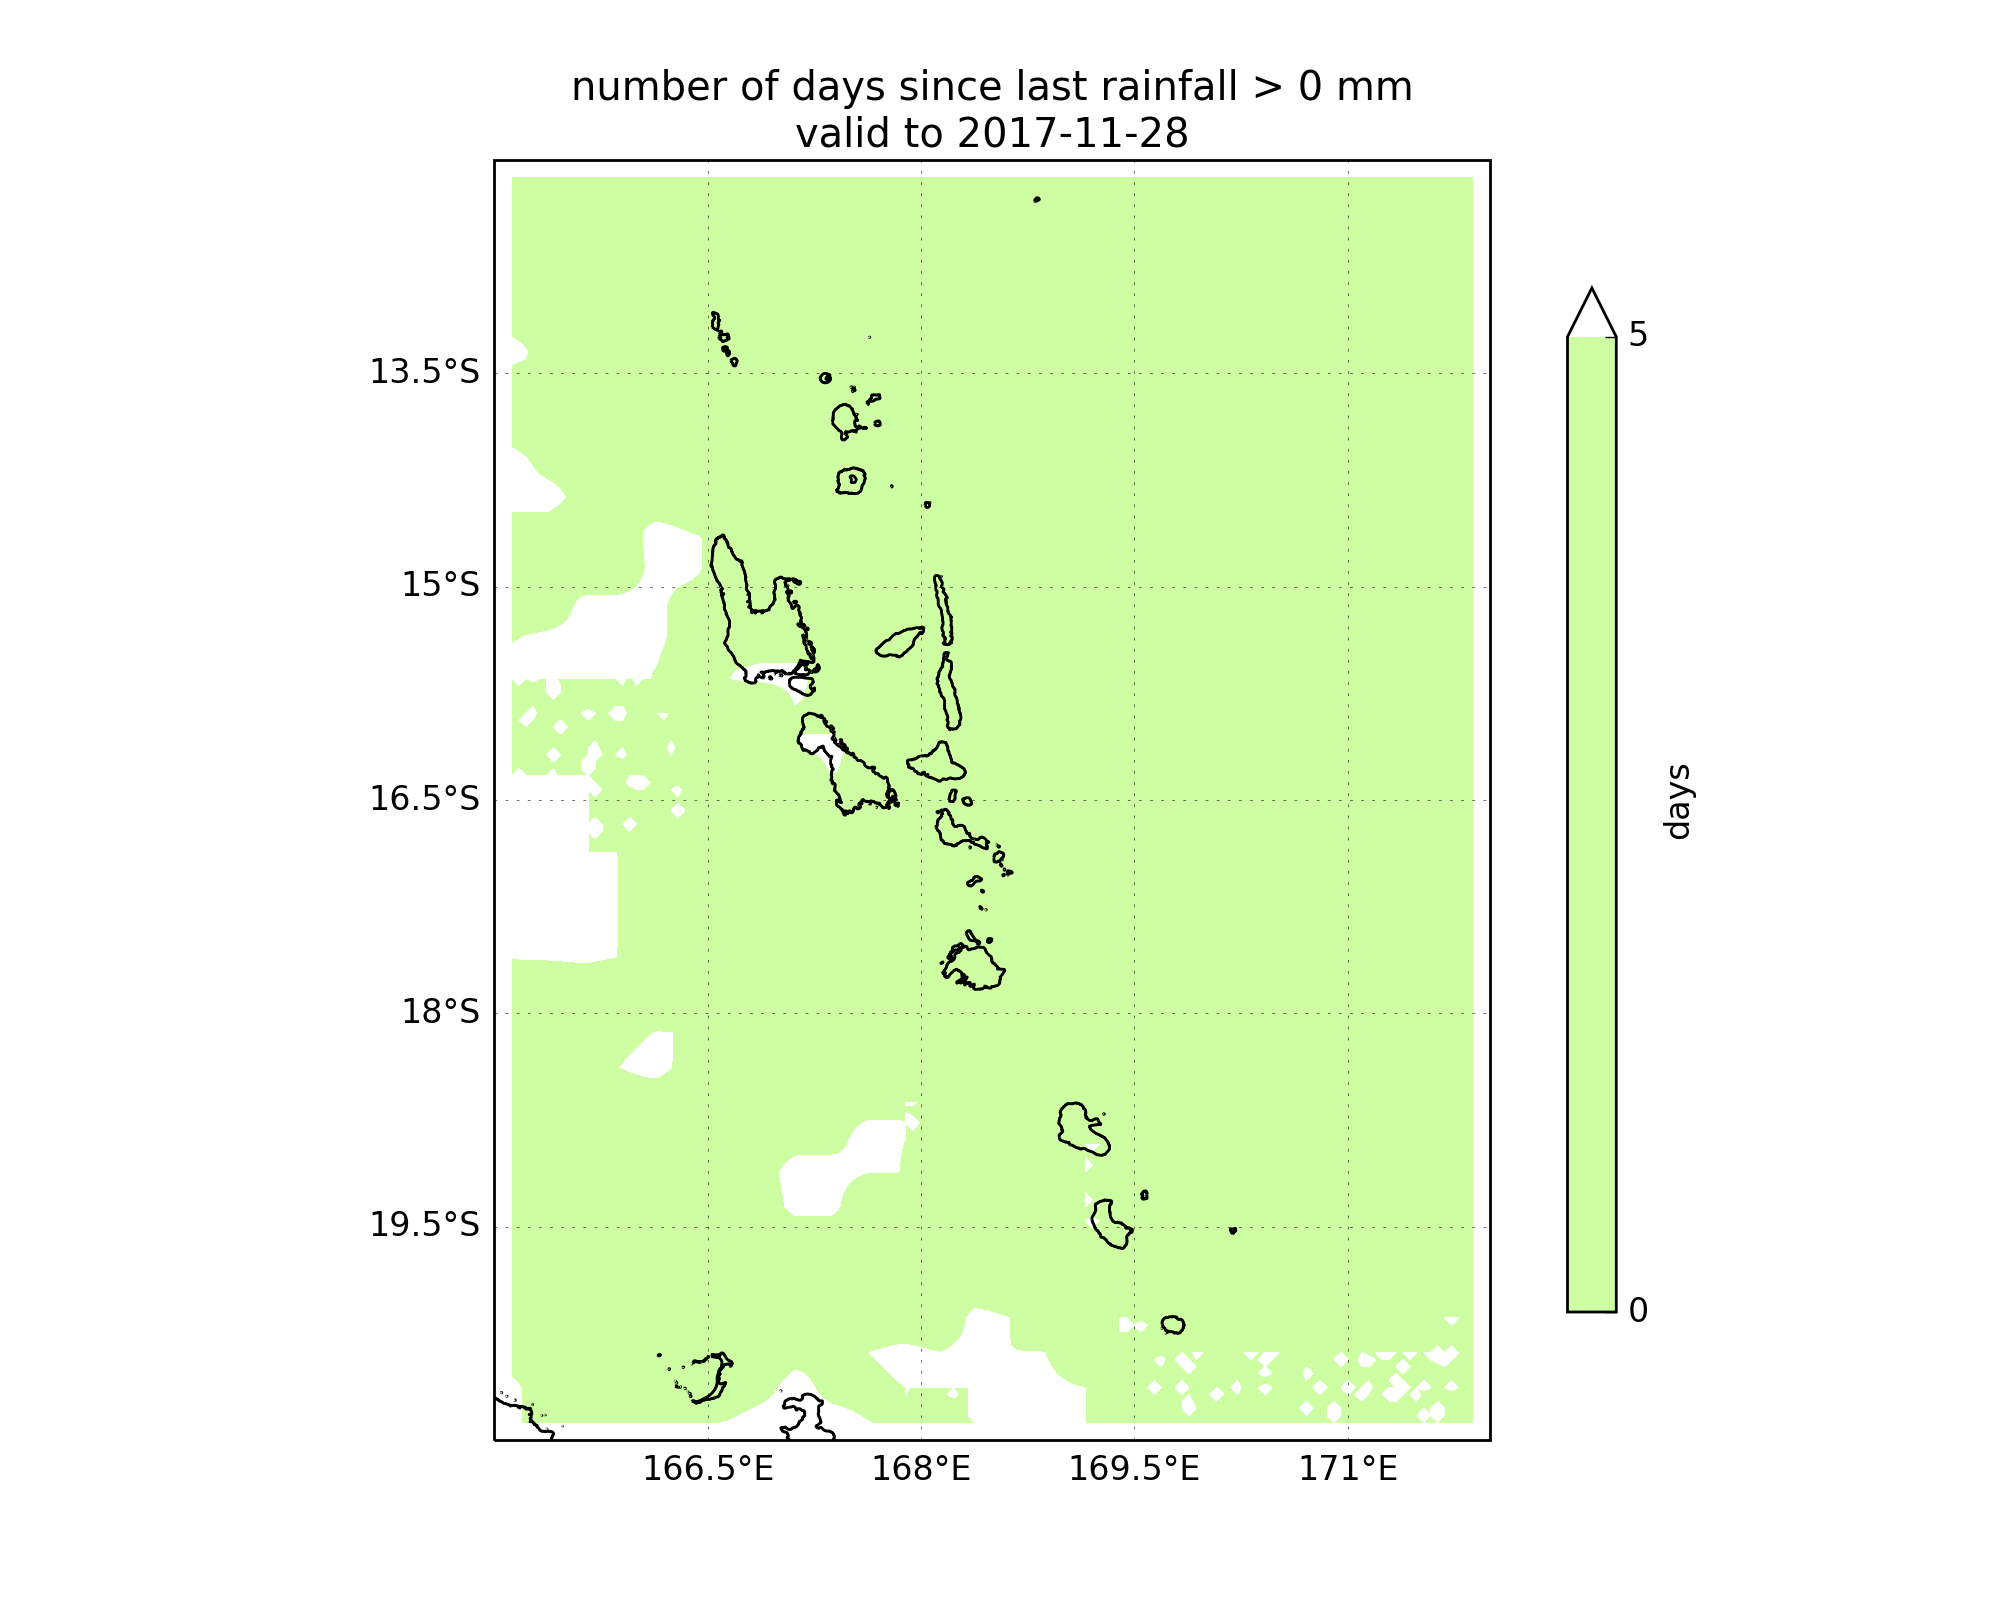 number of days since last rainfall > 0 mm
valid to 2017-11-28
13.5°S
15°S
16.5°S
18°S
19.5°S
166.5°E
168°E
169.5°E
171°E
5
0
days